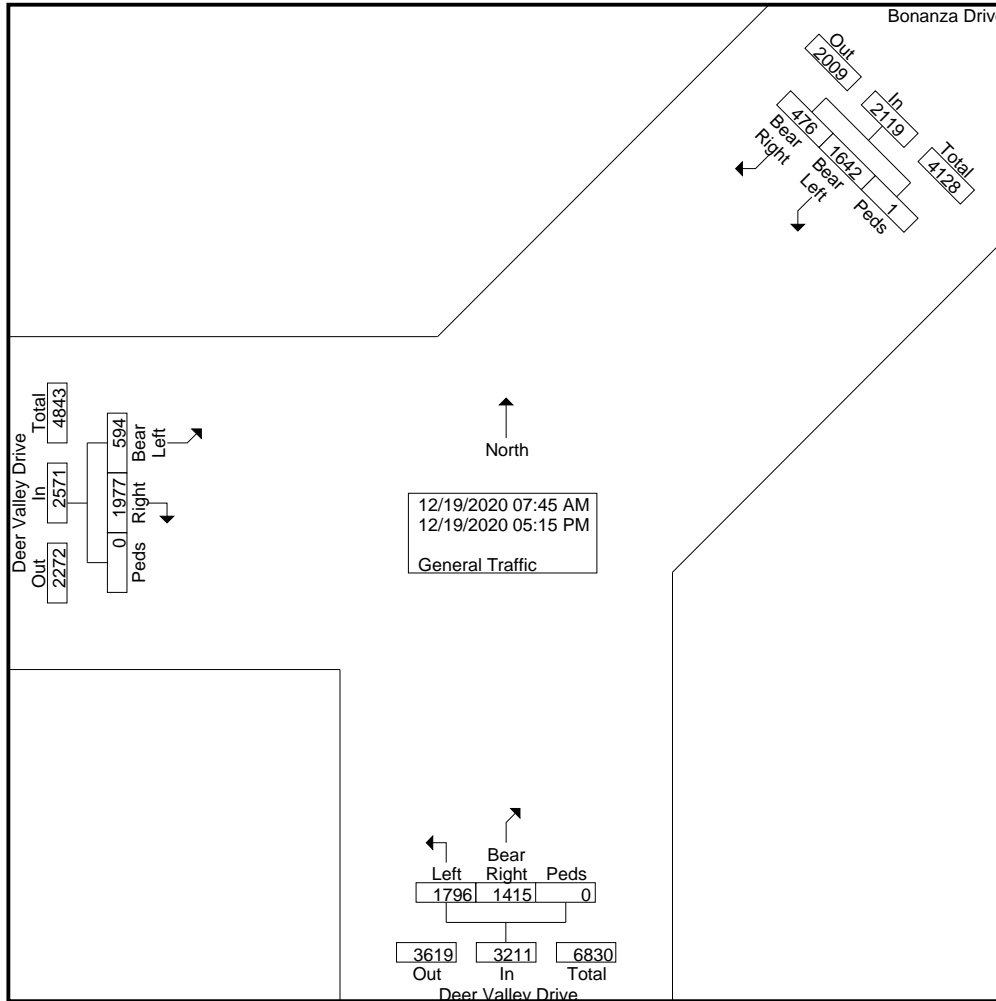 Bonanza Drive
Out
2009
In
2119
Total
4128
476
1642
1
Bear
Right
Bear
Left
Peds
Deer Valley Drive
Total
4843
In
2571
Out
2272
594
1977
0
Bear
Left
Right
Peds
North
12/19/2020 07:45 AM
12/19/2020 05:15 PM
General Traffic
Left
Bear
Right
Peds
1796
1415
0
3619
3211
6830
Out
In
Total
Deer Valley Drive